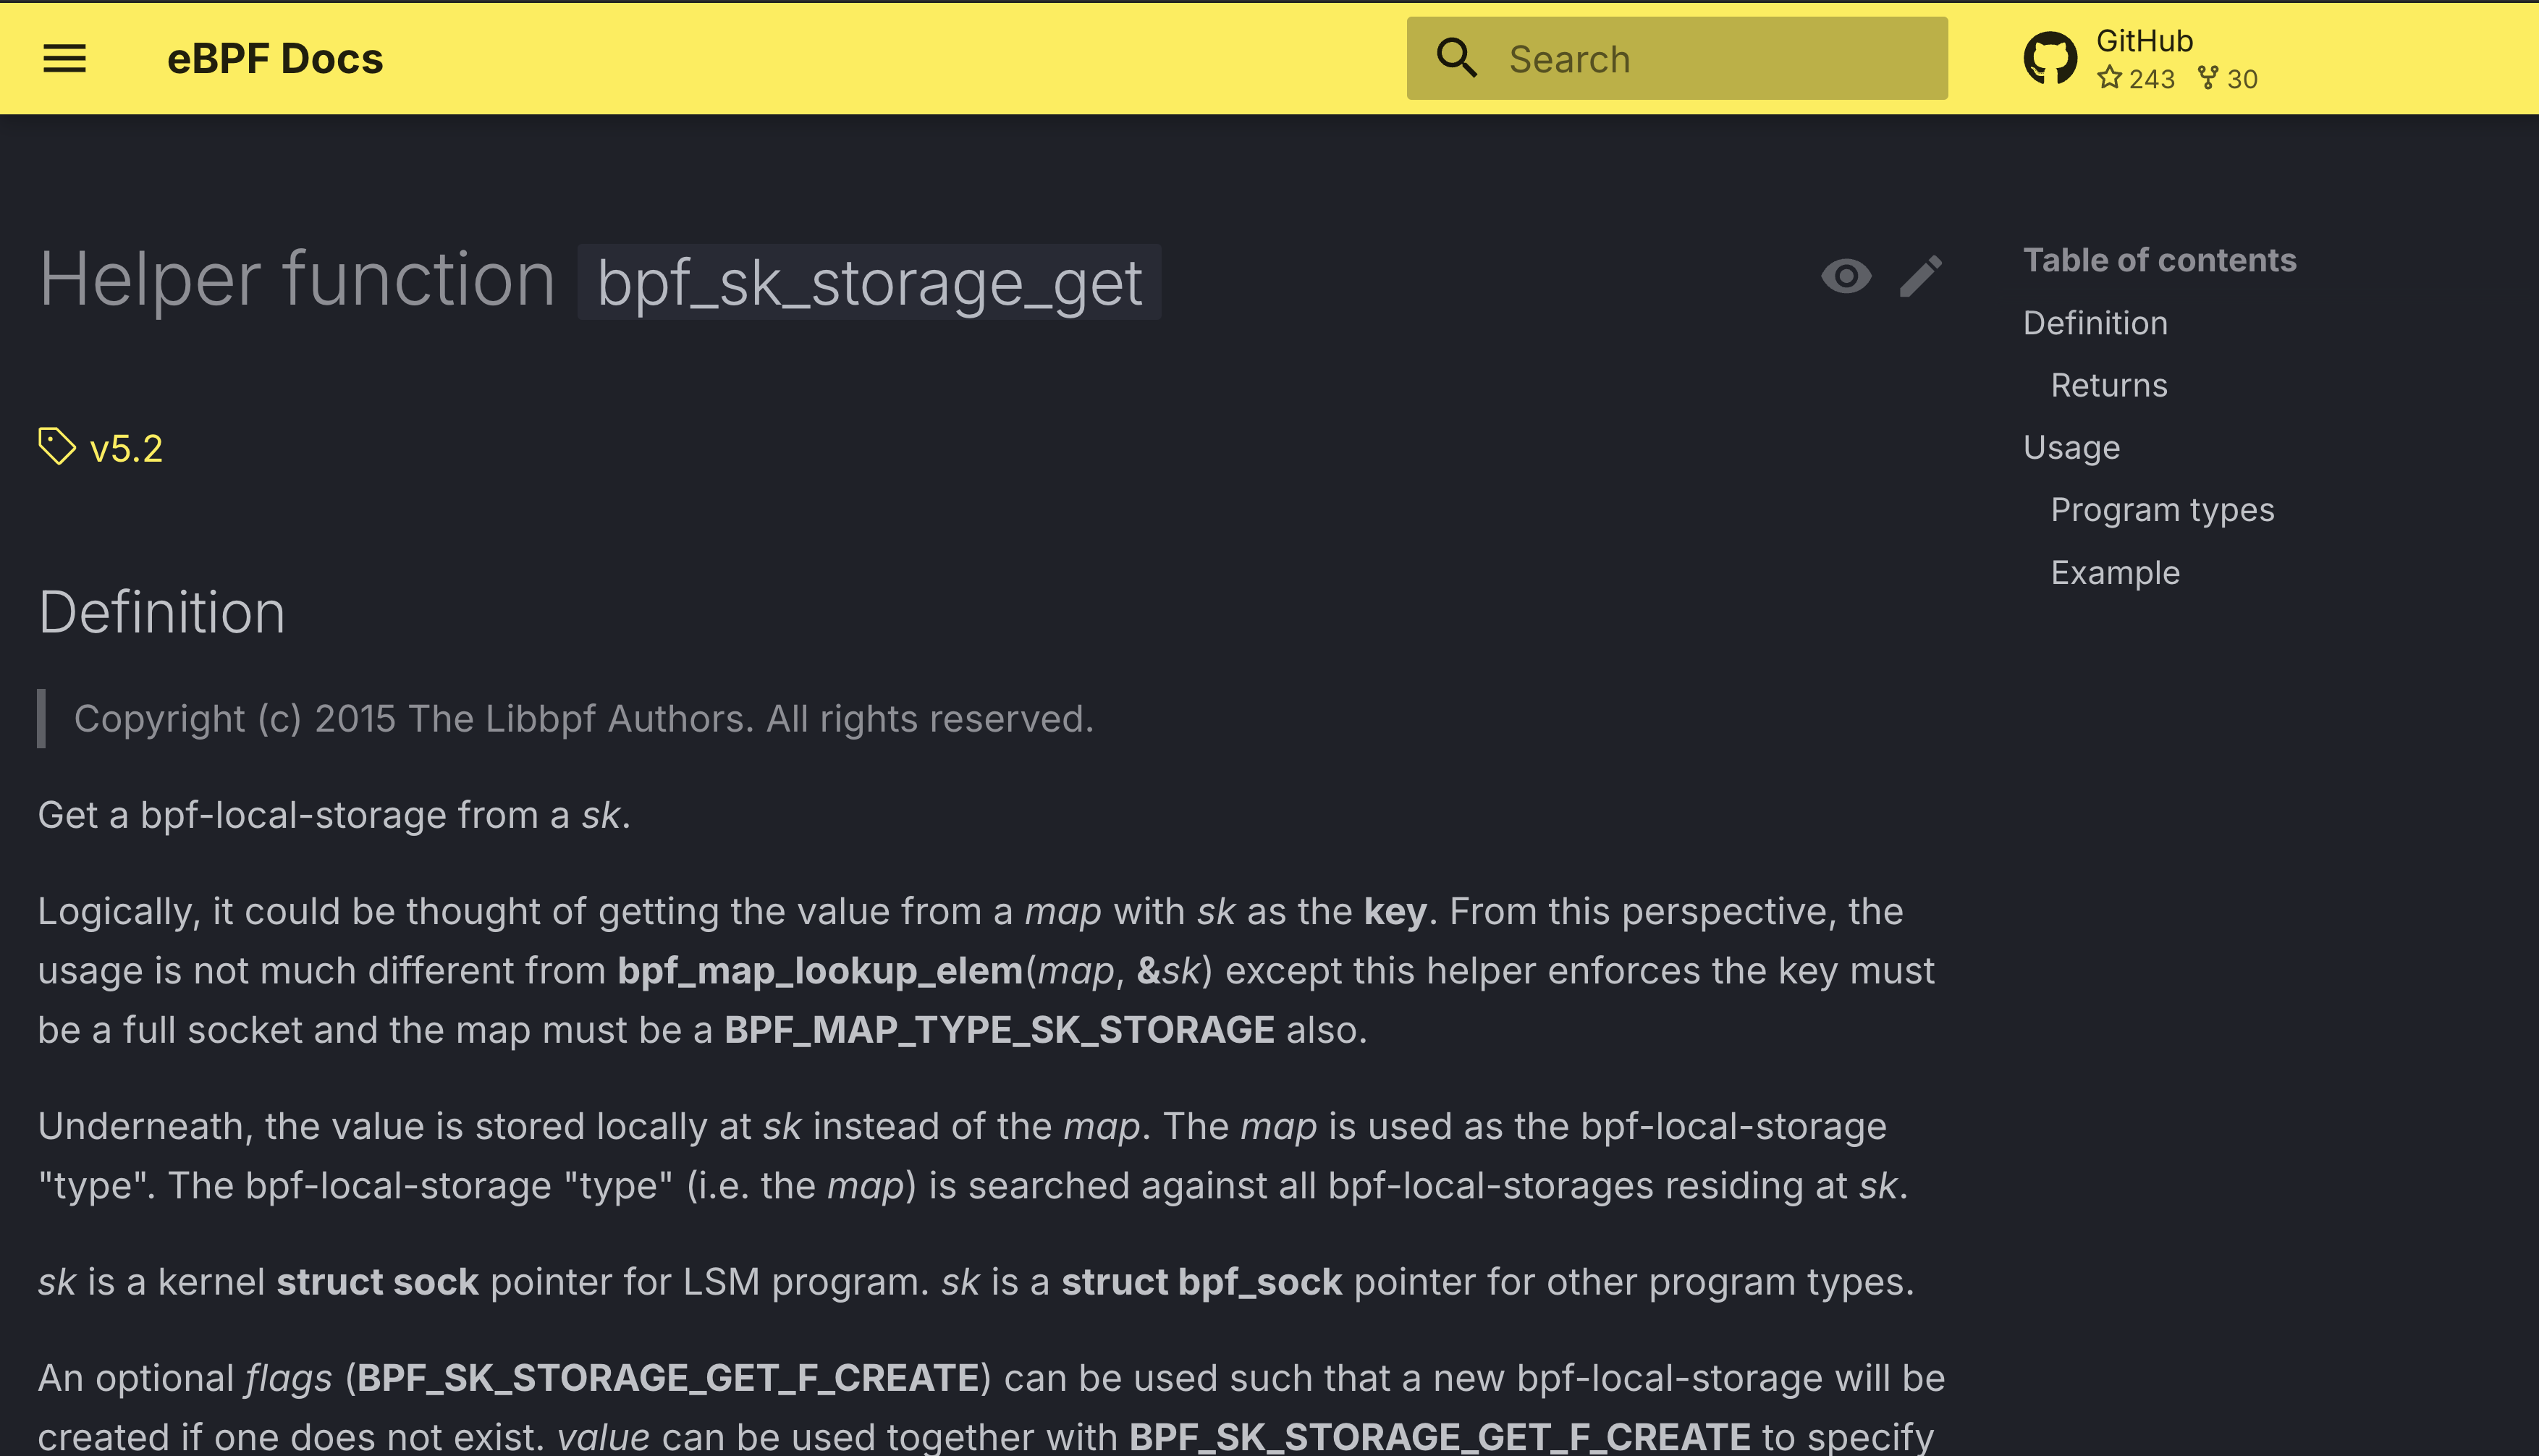 eBPF Docs
Search
GitHub
243 30
Helper function bpf_sk_storage_get
v5.2
Definition
Copyright (c) 2015 The Libbpf Authors. All rights reserved.
Get a bpf-local-storage from a sk.
Logically, it could be thought of getting the value from a map with sk as the key. From this perspective, the
usage is not much different from bpf_map_lookup_elem(map, &sk) except this helper enforces the key must
be a full socket and the map must be a BPF_MAP_TYPE_SK_STORAGE also.
Underneath, the value is stored locally at sk instead of the map. The map is used as the bpf-local-storage
"type". The bpf-local-storage "type" (i.e. the map) is searched against all bpf-local-storages residing at sk.
sk is a kernel struct sock pointer for LSM program. sk is a struct bpf_sock pointer for other program types.
An optional flags (BPF_SK_STORAGE_GET_F_CREATE) can be used such that a new bpf-local-storage will be
created if one does not exist. value can be used together with BPF_SK_STORAGE_GET_F_CREATE to specify
Table of contents
Definition
Returns
Usage
Program types
Example